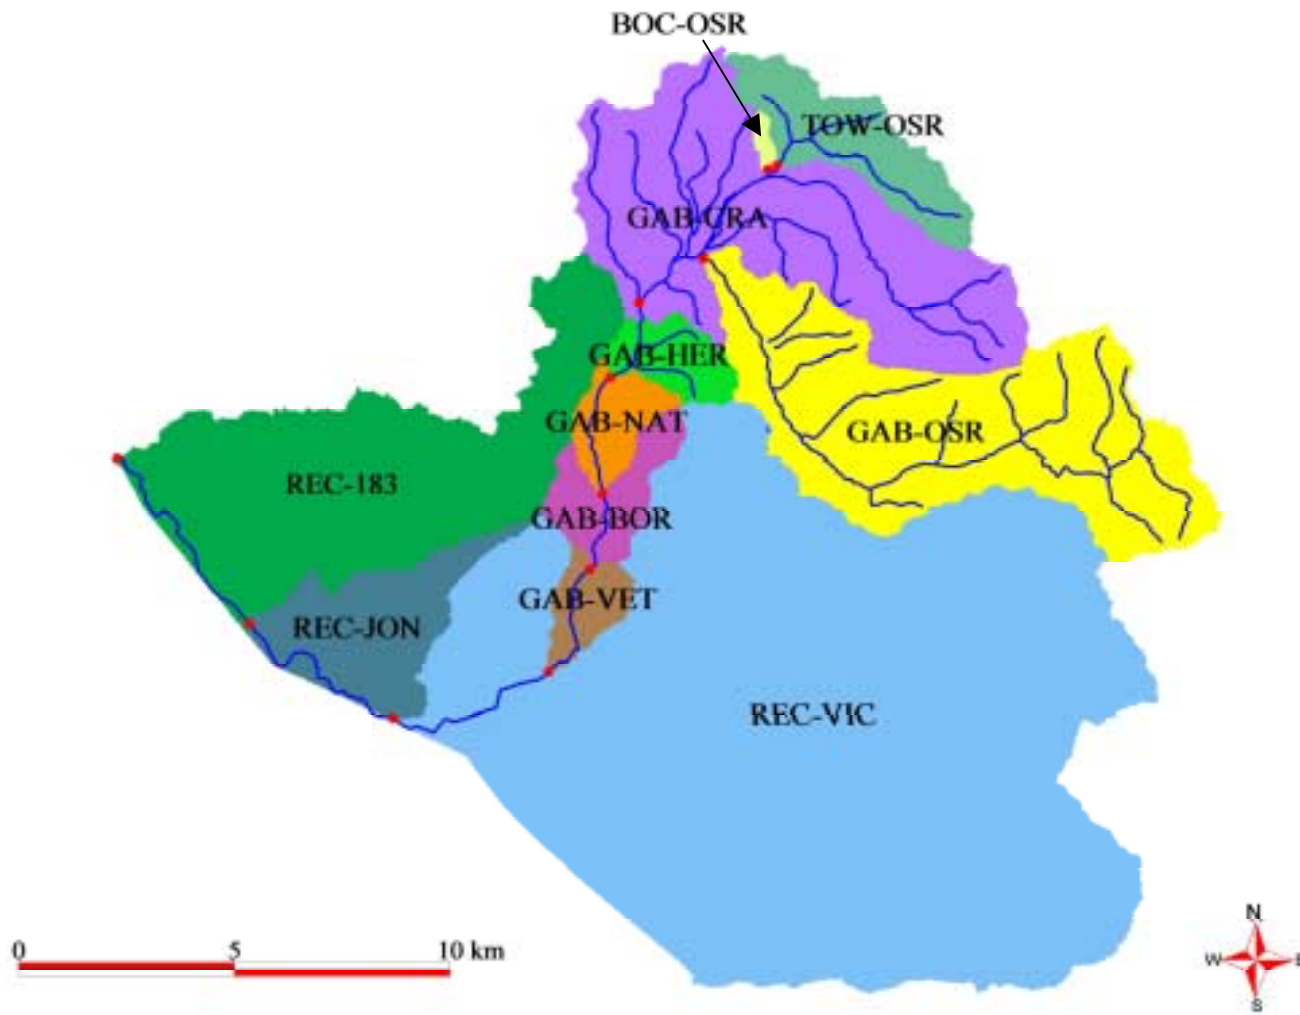 BOC-OSR
TOW-OSR
GAB-CRA
GAB-HER
GAB-NAT
GAB-OSR
REC-183
GAB-BOR
GAB-VET
REC-JON
REC-VIC
0 5 10 km
N
W E
S